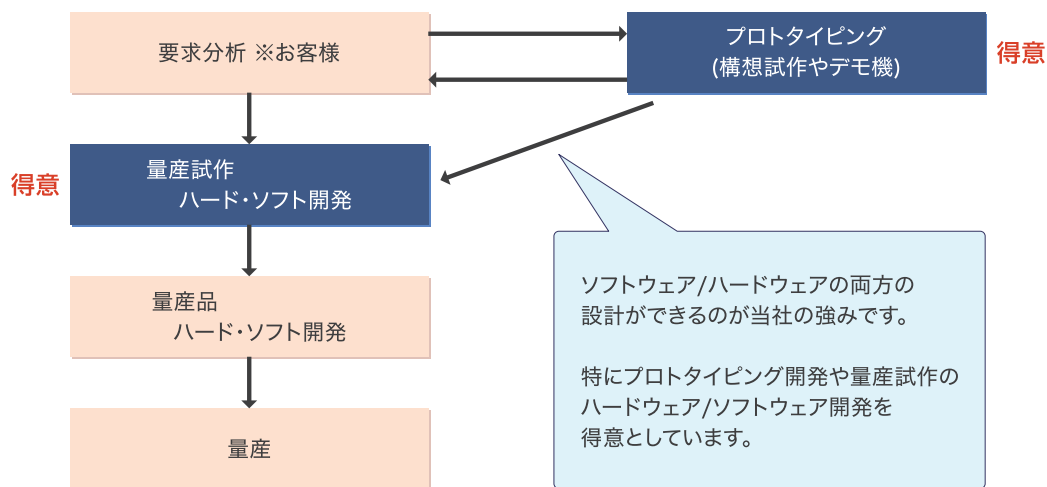 要求分析 ※お客様
プロトタイピング
(構想試作やデモ機)
得意
得意
量産試作
ハード・ソフト開発
量産品
ハード・ソフト開発
量産
ソフトウェア/ハードウェアの両方の
設計ができるのが当社の強みです。
特にプロトタイピング開発や量産試作の
ハードウェア/ソフトウェア開発を
得意としています。